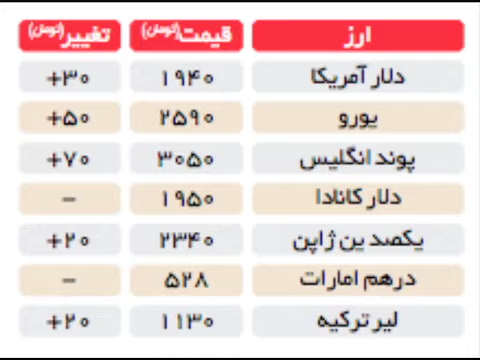 ارز قیمت(تومان) تغییر(تومان)
دلار آمریکا ۱۹۴۰ +۳۰
یورو ۲۵۹۰ +۵۰
پوند انگلیس ۳۰۵۰ +۷۰
دلار کانادا ۱۹۵۰ –
یکصد ین ژاپن ۲۳۴۰ +۲۰
درهم امارات ۵۲۸ –
لیر ترکیه ۱۱۳۰ +۲۰